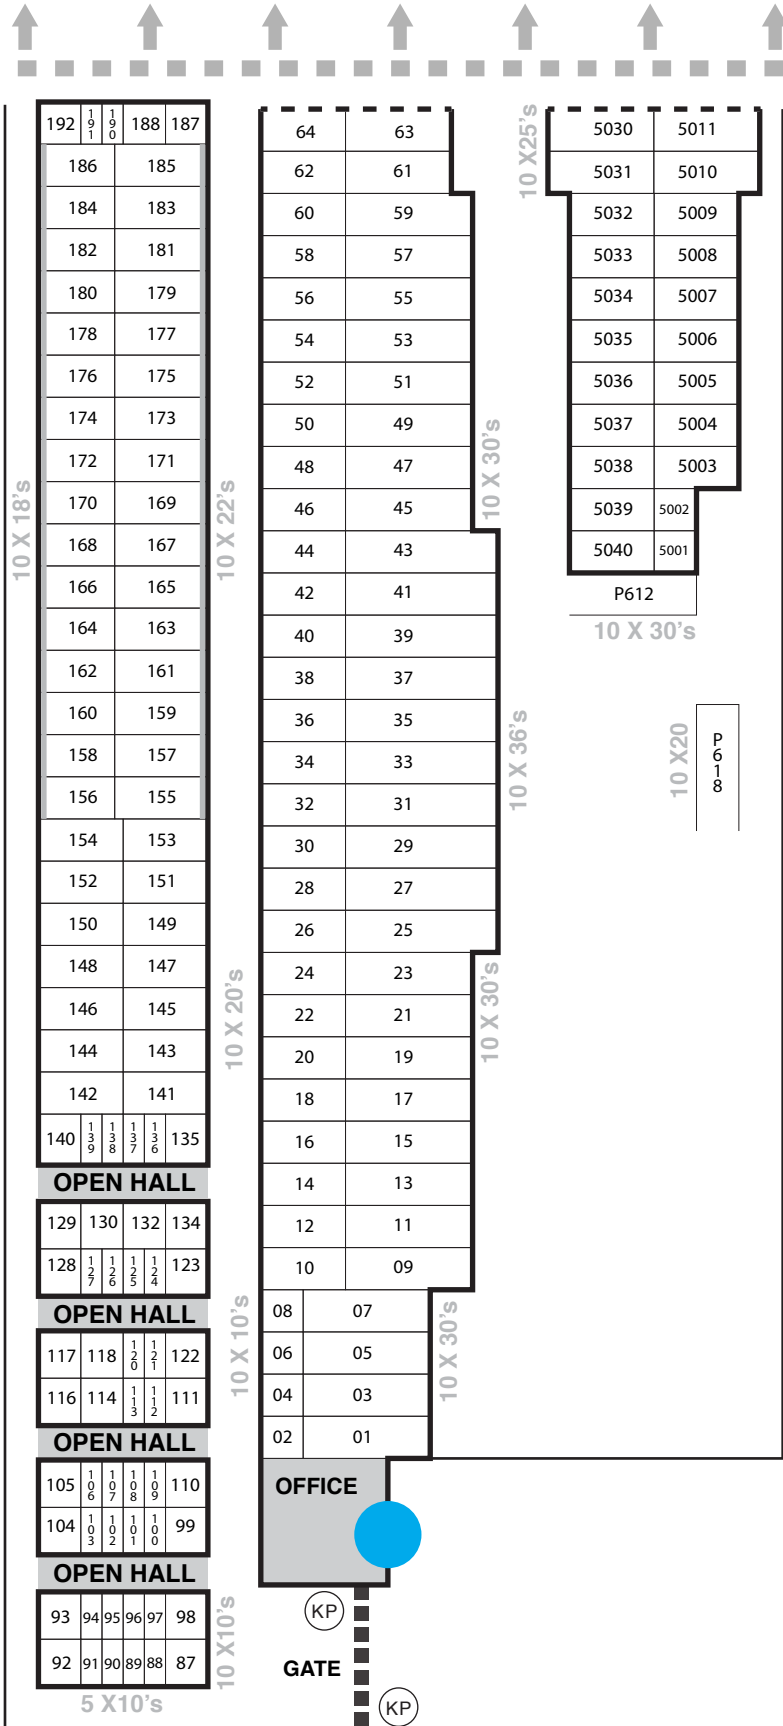 192 191 190 188 187
186 185
184 183
182 181
180 179
178 177
176 175
174 173
172 171
170 169
168 167
166 165
164 163
162 161
160 159
158 157
156 155
154 153
152 151
150 149
148 147
146 145
144 143
142 141
140 139 138 137 136 135
OPEN HALL
129 130 132 134
128 127 126 125 124 123
OPEN HALL
117 118 120 121 122
116 114 113 112 111
OPEN HALL
105 106 107 108 109 110
104 103 102 101 100 99
OPEN HALL
93 94 95 96 97 98
92 91 90 89 88 87
5 X10's
10 X 18's
10 X 22's
10 X 20's
10 X 10's
10 X10's
64 63
62 61
60 59
58 57
56 55
54 53
52 51
50 49
48 47
46 45
44 43
42 41
40 39
38 37
36 35
34 33
32 31
30 29
28 27
26 25
24 23
22 21
20 19
18 17
16 15
14 13
12 11
10 09
08 07
06 05
04 03
02 01
OFFICE
KP
GATE
KP
10 X 30's
10 X 36's
10 X 30's
10 X 30's
10 X25's
5030 5011
5031 5010
5032 5009
5033 5008
5034 5007
5035 5006
5036 5005
5037 5004
5038 5003
5039 5002
5040 5001
P612
10 X 30's
10 X20
P618